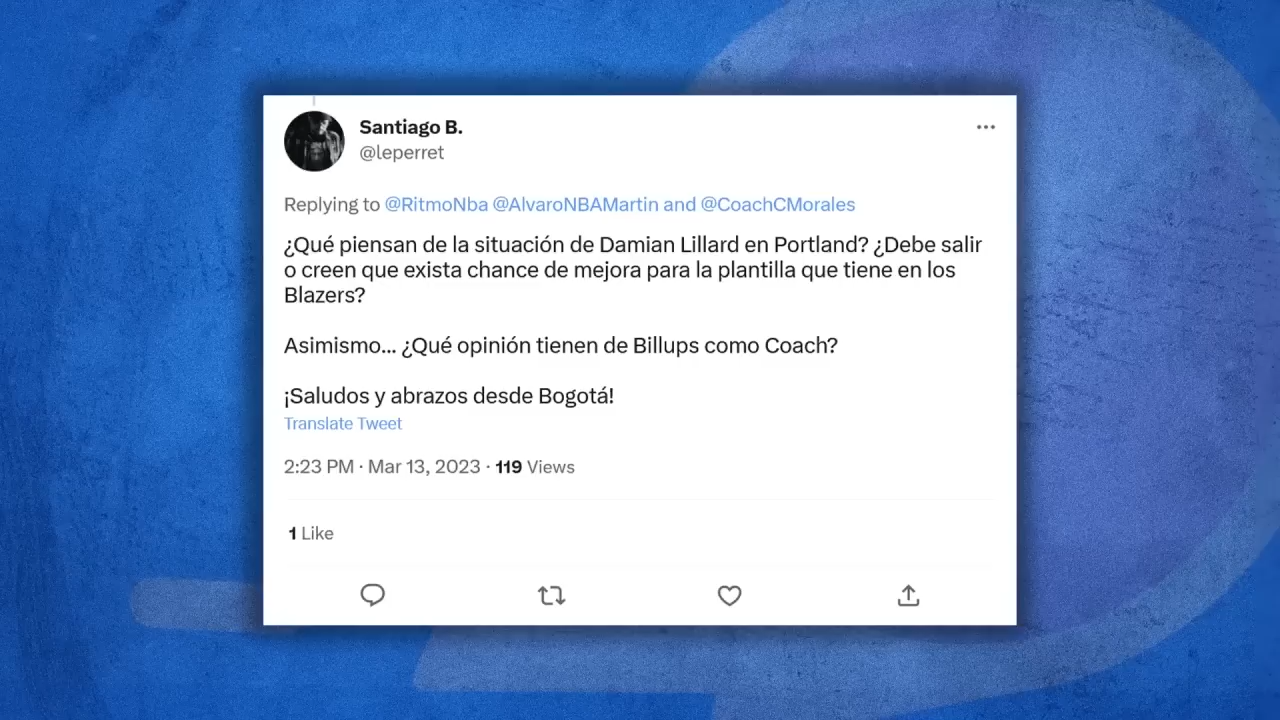 Santiago B.
@leperret
Replying to @RitmoNba @AlvaroNBAMartin and @CoachCMorales
¿Qué piensan de la situación de Damian Lillard en Portland? ¿Debe salir
o creen que exista chance de mejora para la plantilla que tiene en los
Blazers?
Asimismo... ¿Qué opinión tienen de Billups como Coach?
¡Saludos y abrazos desde Bogotá!
Translate Tweet
2:23 PM · Mar 13, 2023 · 119 Views
1 Like